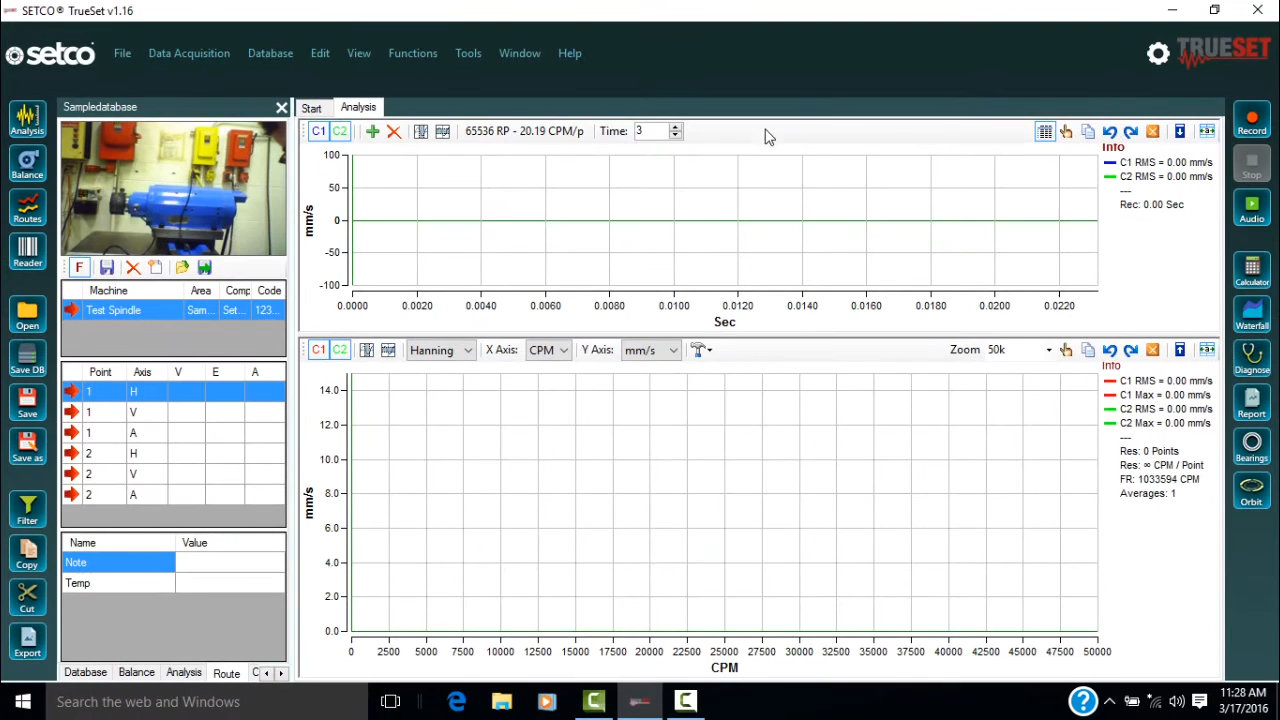 SETCO® TrueSet v1.16
setco
File Data Acquisition Database Edit View Functions Tools Window Help
TRUESET
Analysis
Balance
Routes
Reader
Open
Save DB
Save
Save as
Filter
Copy
Cut
Export
Sampledatabase
F
Machine Area Comp Code
Test Spindle Sam... Set... 123...
Point Axis V E A
1 H
1 V
1 A
2 H
2 V
2 A
Name Value
Note
Temp
Database Balance Analysis Route C
Start Analysis
C1 C2 65536 RP - 20.19 CPM/p Time: 3
mm/s
100
50
0
-50
-100
0.0000 0.0020 0.0040 0.0060 0.0080 0.0100 0.0120 0.0140 0.0160 0.0180 0.0200 0.0220
Sec
Info
C1 RMS = 0.00 mm/s
C2 RMS = 0.00 mm/s
---
Rec: 0.00 Sec
C1 C2 Hanning X Axis: CPM Y Axis: mm/s Zoom 50k
mm/s
14.0
12.0
10.0
8.0
6.0
4.0
2.0
0.0
0 2500 5000 7500 10000 12500 15000 17500 20000 22500 25000 27500 30000 32500 35000 37500 40000 42500 45000 47500 50000
CPM
Info
C1 RMS = 0.00 mm/s
C1 Max = 0.00 mm/s
C2 RMS = 0.00 mm/s
C2 Max = 0.00 mm/s
---
Res: 0 Points
Res: ∞ CPM / Point
FR: 1033594 CPM
Averages: 1
Record
Stop
Audio
Calculator
Waterfall
Diagnose
Report
Bearings
Orbit
Search the web and Windows
11:28 AM
3/17/2016